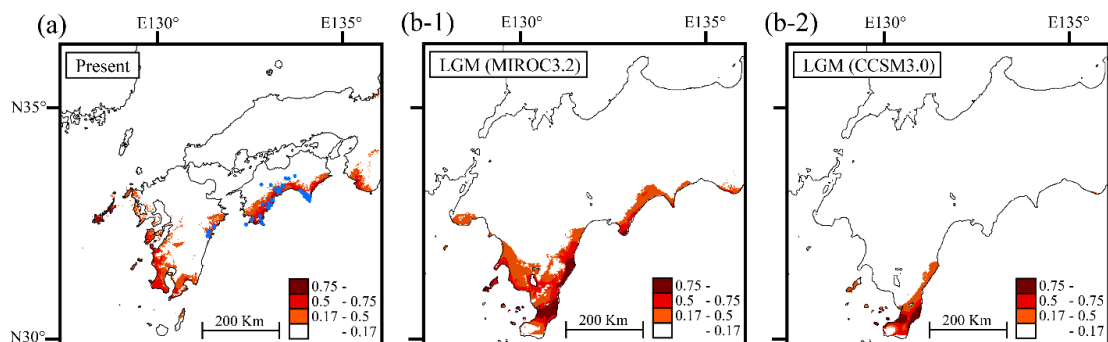 (a)
E130°
E135°
Present
N35°
N30°
0.75 -
0.5 - 0.75
0.17 - 0.5
- 0.17
200 Km
(b-1)
E130°
E135°
LGM (MIROC3.2)
0.75 -
0.5 - 0.75
0.17 - 0.5
- 0.17
200 Km
(b-2)
E130°
E135°
LGM (CCSM3.0)
0.75 -
0.5 - 0.75
0.17 - 0.5
- 0.17
200 Km